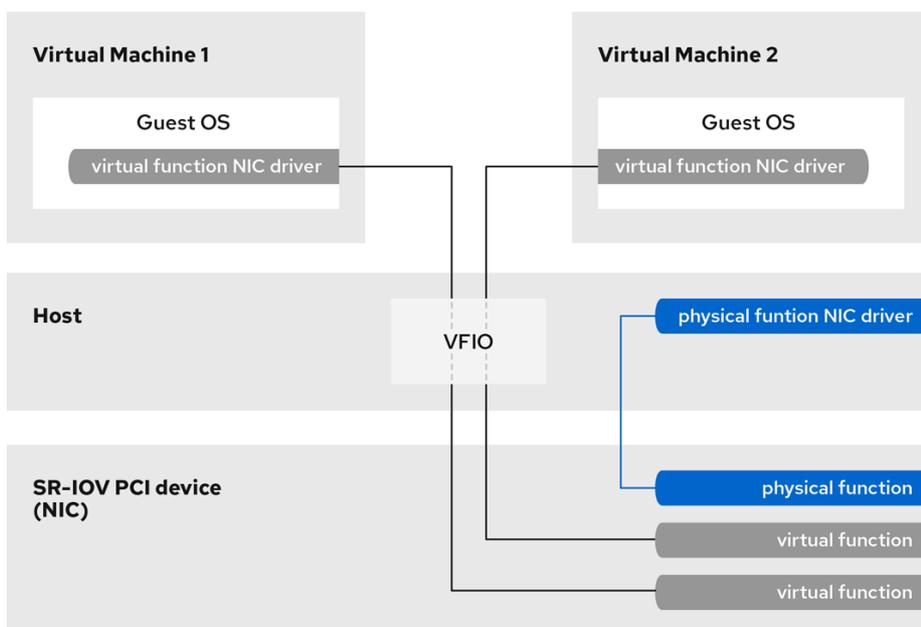 Virtual Machine 1
Guest OS
virtual function NIC driver
Virtual Machine 2
Guest OS
virtual function NIC driver
Host
VFIO
physical funtion NIC driver
SR-IOV PCI device
(NIC)
physical function
virtual function
virtual function